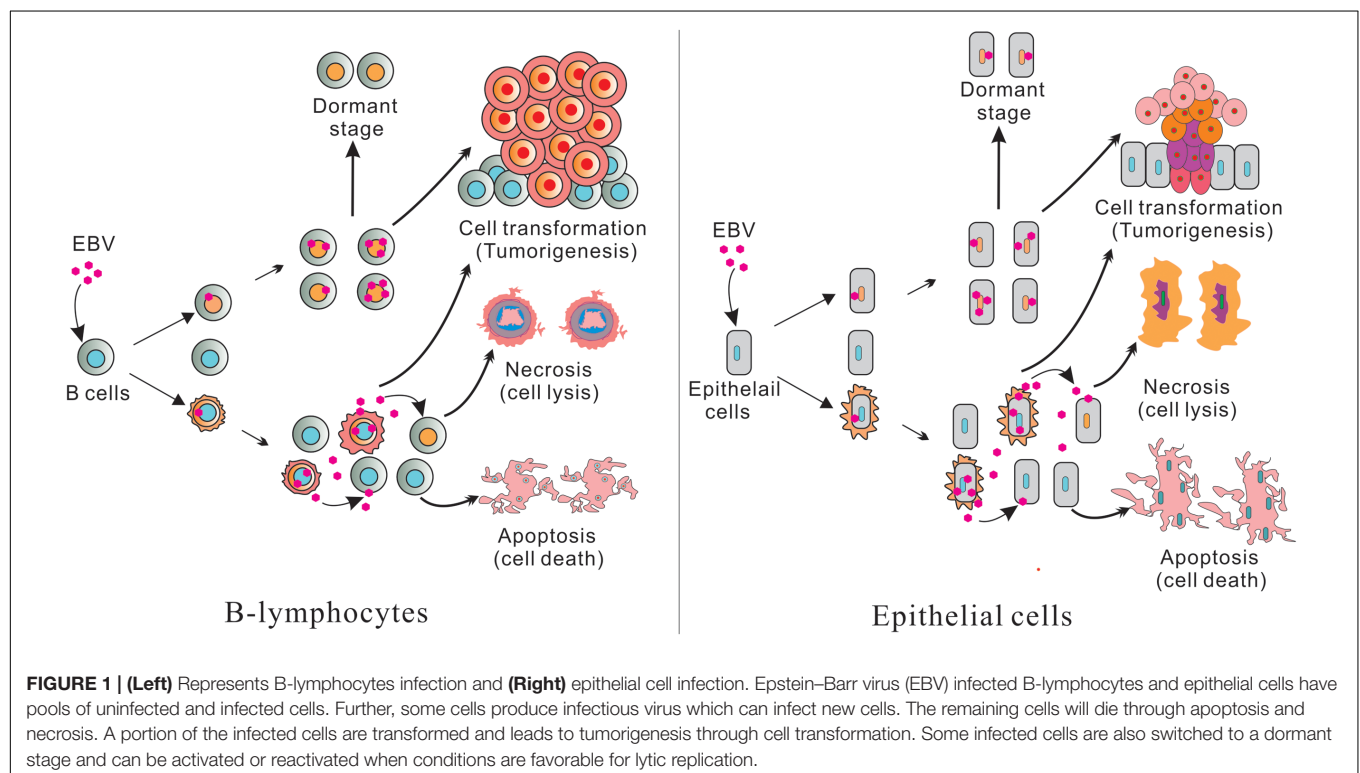 Dormant
stage
EBV
B cells
Cell transformation
(Tumorigenesis)
Necrosis
(cell lysis)
Apoptosis
(cell death)
B-lymphocytes
Dormant
stage
EBV
Epithelail
cells
Cell transformation
(Tumorigenesis)
Necrosis
(cell lysis)
Apoptosis
(cell death)
Epithelial cells
FIGURE 1 | (Left) Represents B-lymphocytes infection and (Right) epithelial cell infection. Epstein–Barr virus (EBV) infected B-lymphocytes and epithelial cells have
pools of uninfected and infected cells. Further, some cells produce infectious virus which can infect new cells. The remaining cells will die through apoptosis and
necrosis. A portion of the infected cells are transformed and leads to tumorigenesis through cell transformation. Some infected cells are also switched to a dormant
stage and can be activated or reactivated when conditions are favorable for lytic replication.